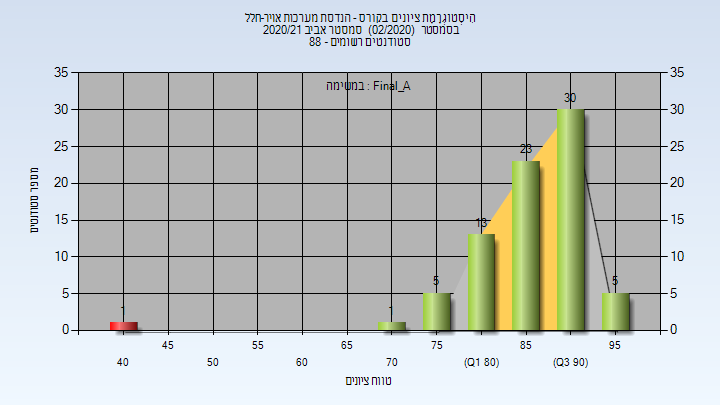 היסטוגרמת ציונים בקורס - הנדסת מערכות אויר-חלל
בסמסטר (02/2020) סמסטר אביב 2020/21
סטודנטים רשומים - 88
במשימה : Final_A
35 35
30 30
25 25
20 20
15 15
10 10
5 5
0 0
1 1 5 13 23 30 5
מספר סטודנטים
45 55 65 75 85 95
40 50 60 70 (Q1 80) (Q3 90)
טווח ציונים